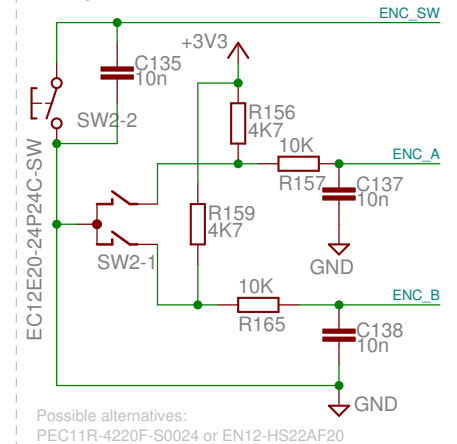 ENC_SW
+3V3
C135
10n
SW2-2
R156
4K7
10K
ENC_A
R157
C137
10n
EC12E20-24P24C-SW
R159
4K7
SW2-1
GND
10K
ENC_B
R165
C138
10n
GND
Possible alternatives:
PEC11R-4220F-S0024 or EN12-HS22AF20